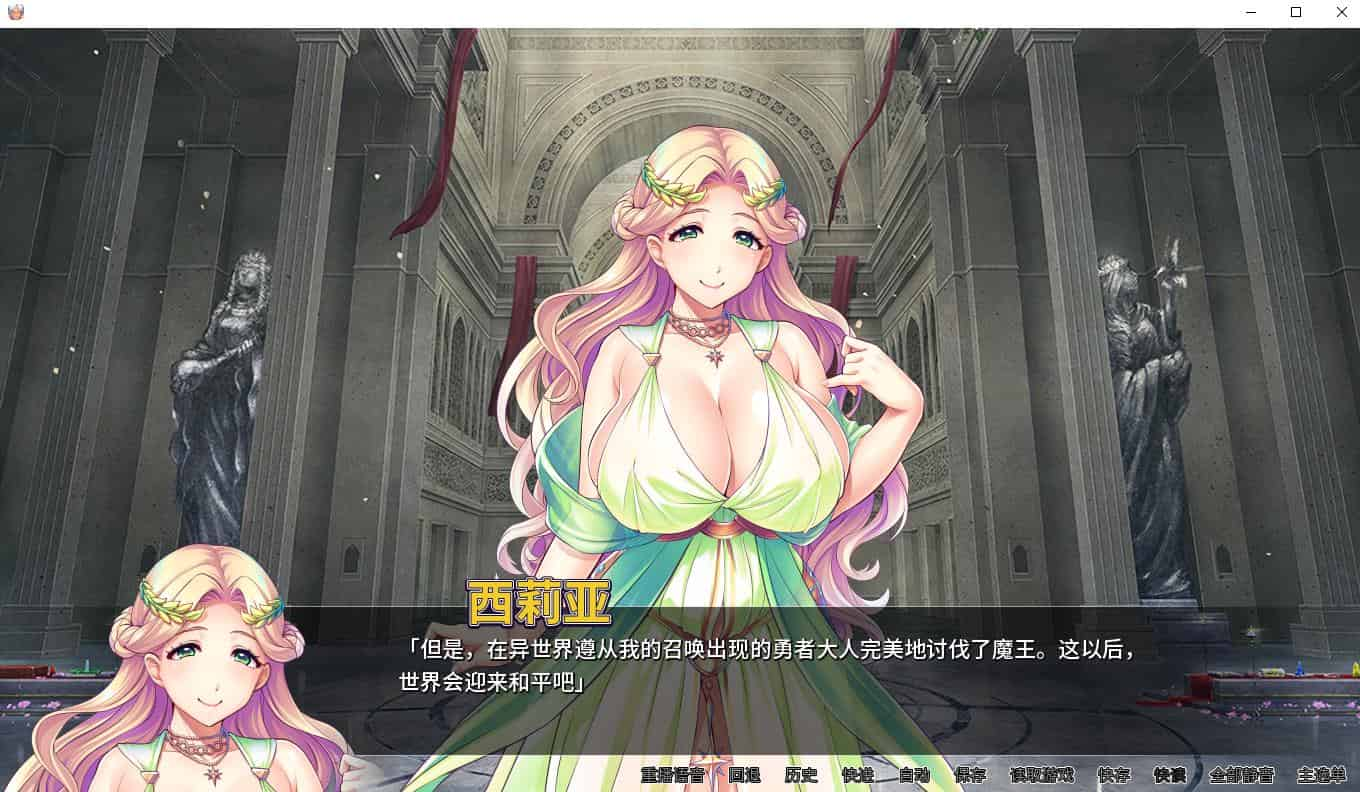 西莉亚
「但是，在异世界遵从我的召唤出现的勇者大人完美地讨伐了魔王。这以后，
世界会迎来和平吧」
重播语音 回退 历史 快进 自动 保存 读取游戏 快存 快读 全部静音 主选单